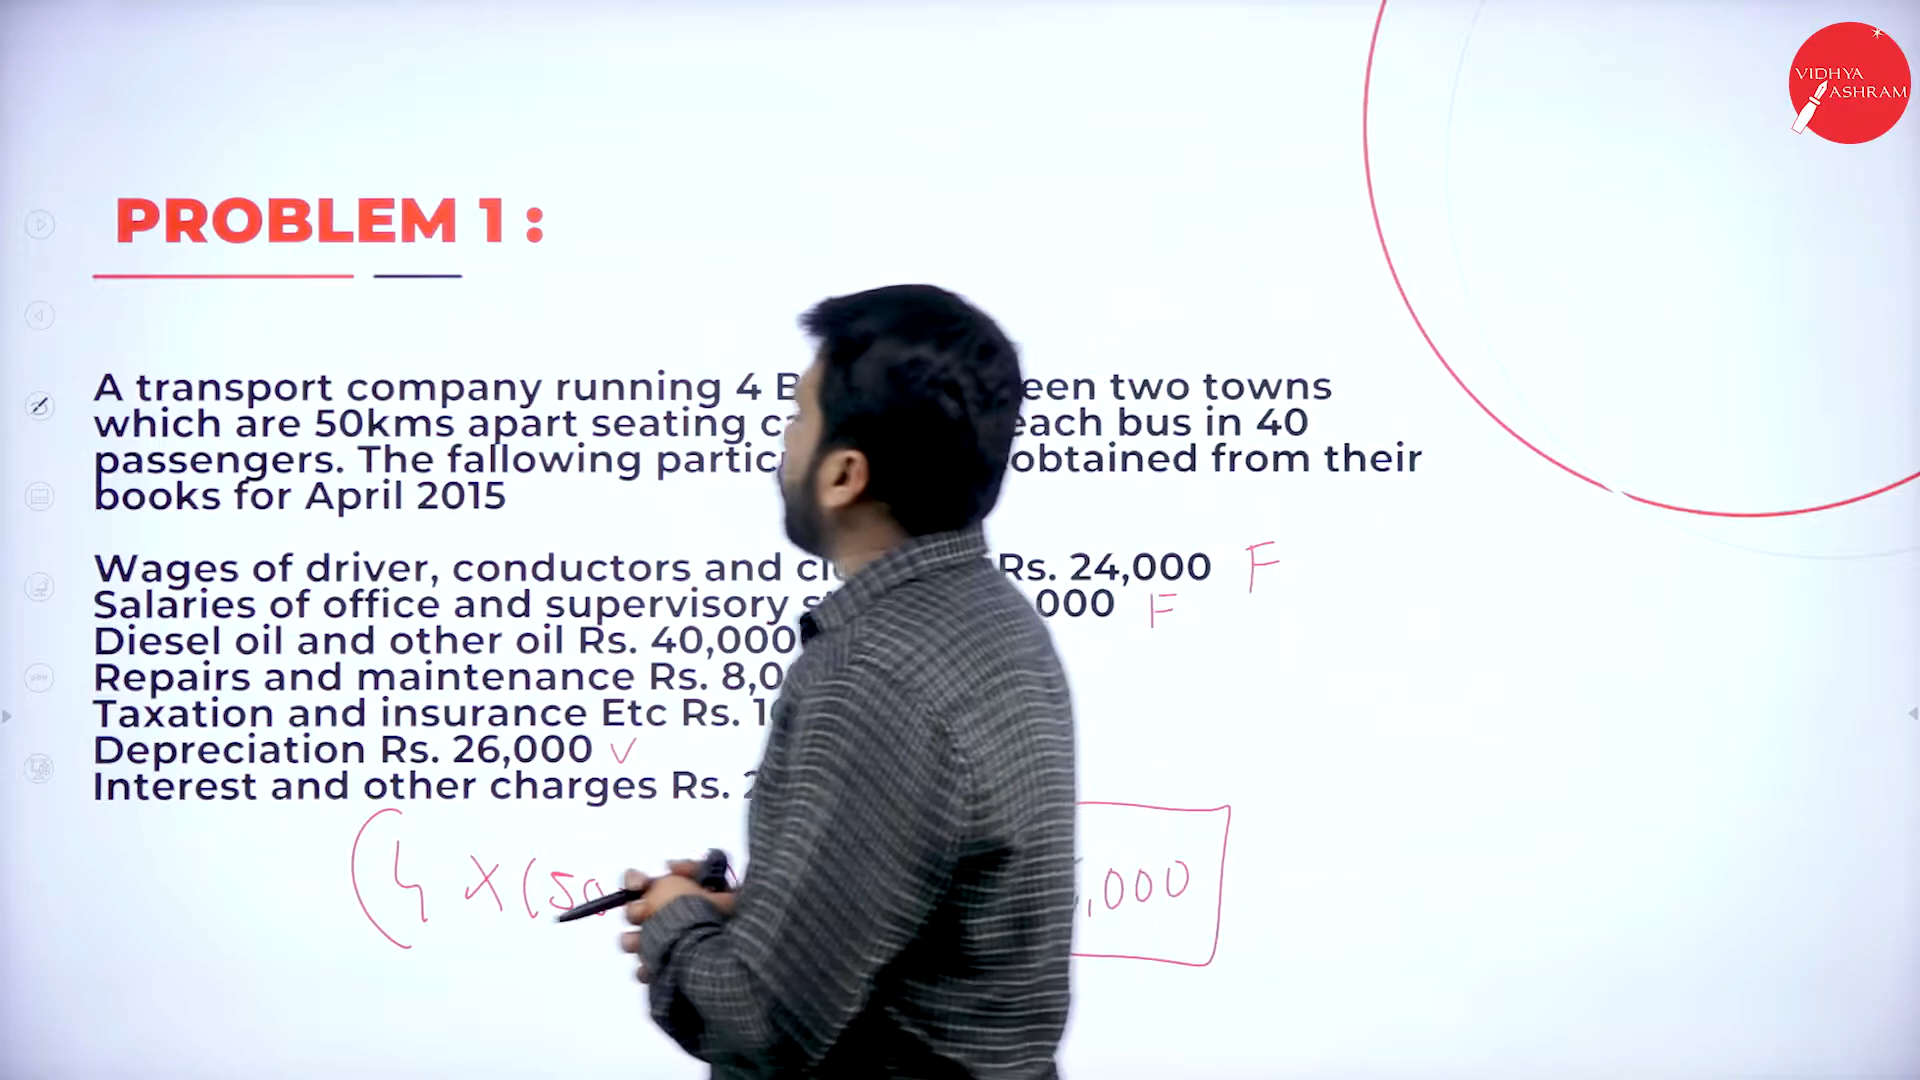 VIDHYA
ASHRAM
PROBLEM 1 :
A transport company running 4 een two towns
which are 50kms apart seating each bus in 40
passengers. The fallowing obtained from their
books for April 2015
Wages of driver, conductors and Rs. 24,000 F
Salaries of office and supervisory 000 F
Diesel oil and other oil Rs. 40,000
Repairs and maintenance Rs. 8,0
Taxation and insurance Etc Rs. 1
Depreciation Rs. 26,000 V
Interest and other charges Rs. 2
( 4 x (50 ,000